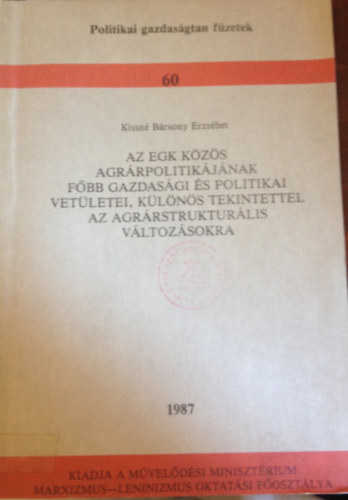 Politikai gazdaságtan füzetek
60
Kissné Bársony Erzsébet
AZ EGK KÖZÖS
AGRÁRPOLITIKÁJÁNAK
FŐBB GAZDASÁGI ÉS POLITIKAI
VETÜLETEI, KÜLÖNÖS TEKINTETTEL
AZ AGRÁRSTRUKTURÁLIS
VÁLTOZÁSOKRA
1987
KIADJA A MŰVELŐDÉSI MINISZTÉRIUM
MARXIZMUS—LENINIZMUS OKTATÁSI FŐOSZTÁLYA